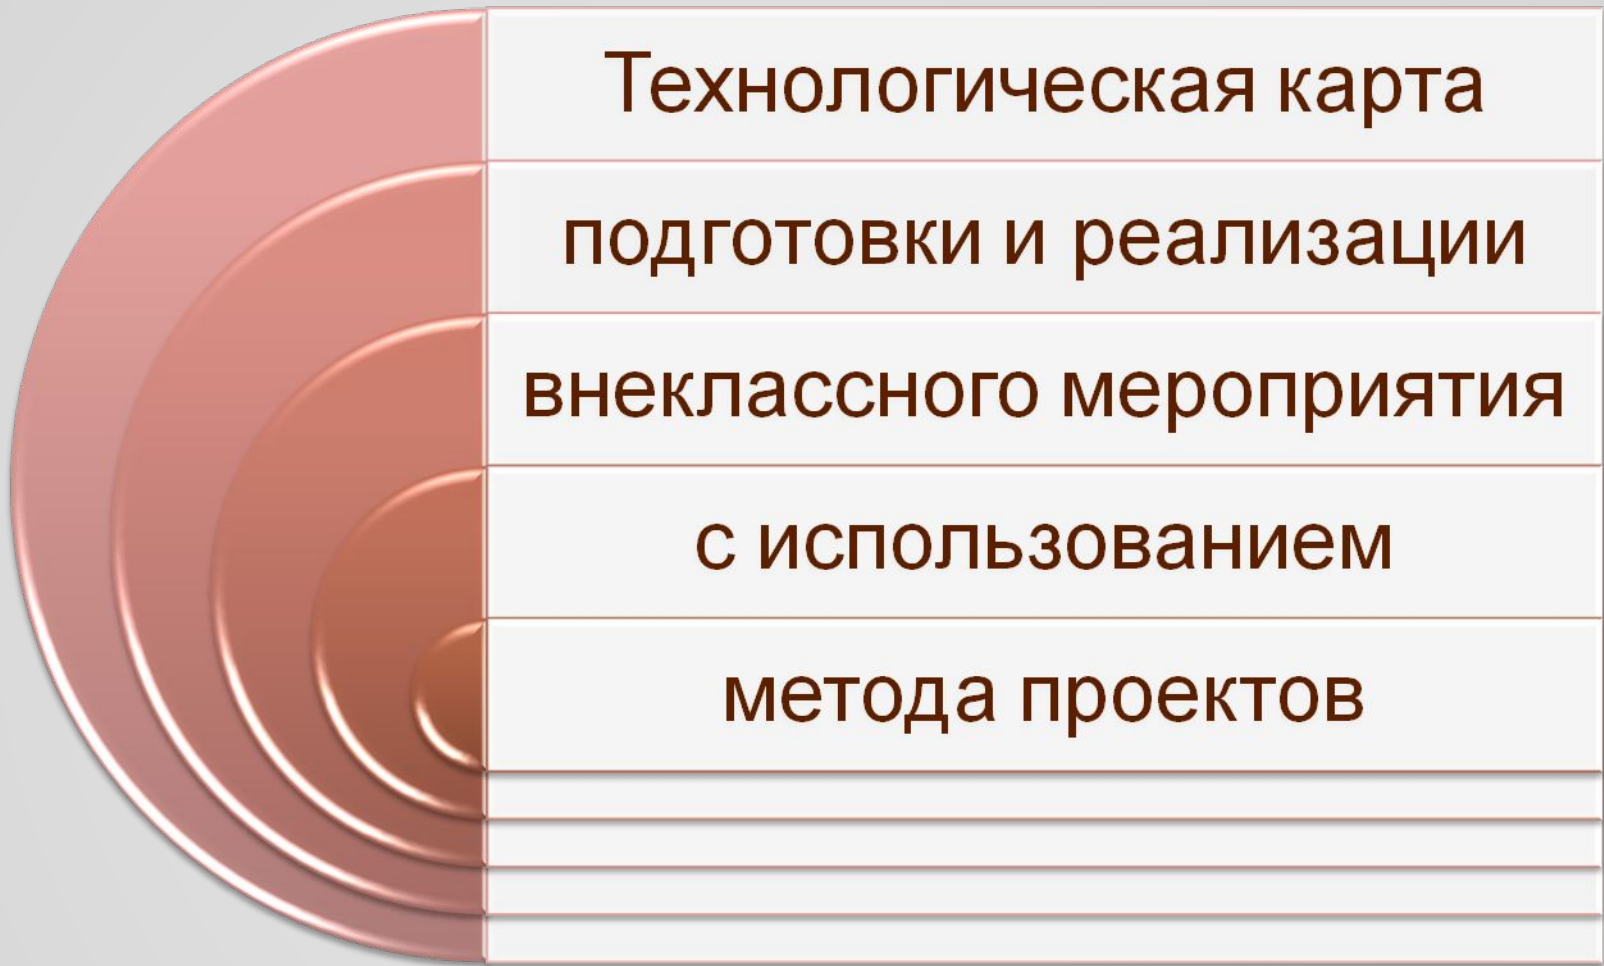 Технологическая карта
подготовки и реализации
внеклассного мероприятия
с использованием
метода проектов